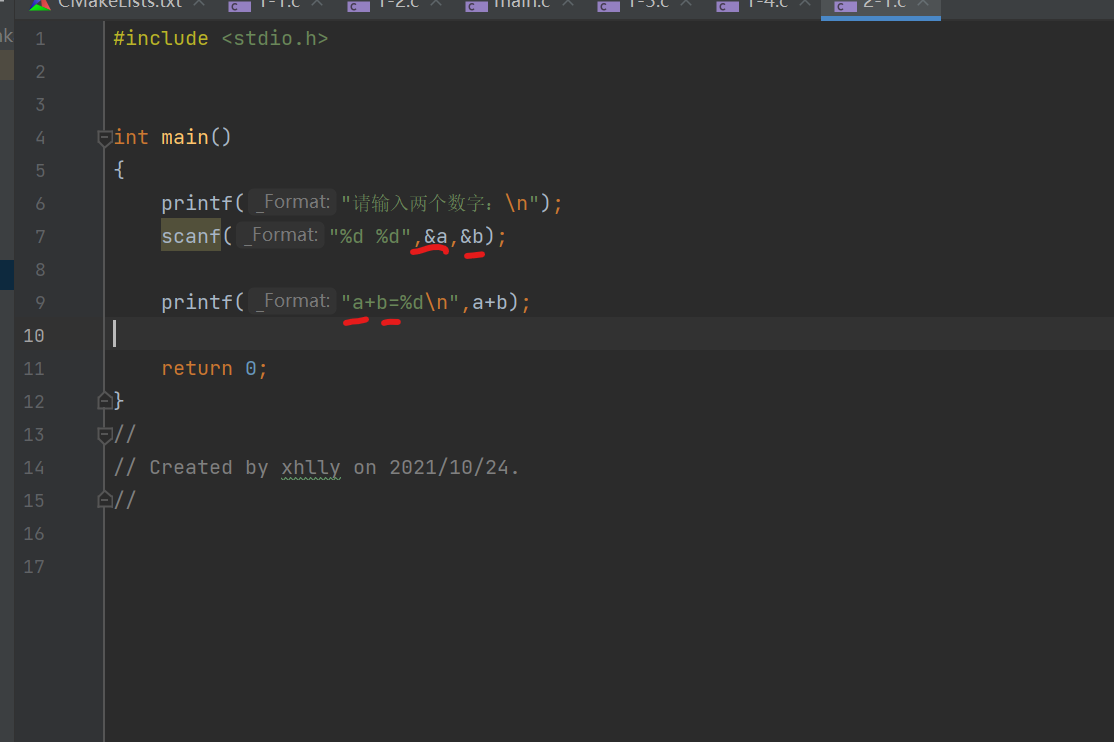 CMakeLists.txt 1-1.c 1-2.c main.c 1-3.c 1-4.c 2-1.c
1 #include <stdio.h>
2
3
4 int main()
5 {
6 printf( _Format: "请输入两个数字：\n");
7 scanf( _Format: "%d %d",&a,&b);
8
9 printf( _Format: "a+b=%d\n",a+b);
10
11 return 0;
12 }
13 //
14 // Created by xhlly on 2021/10/24.
15 //
16
17